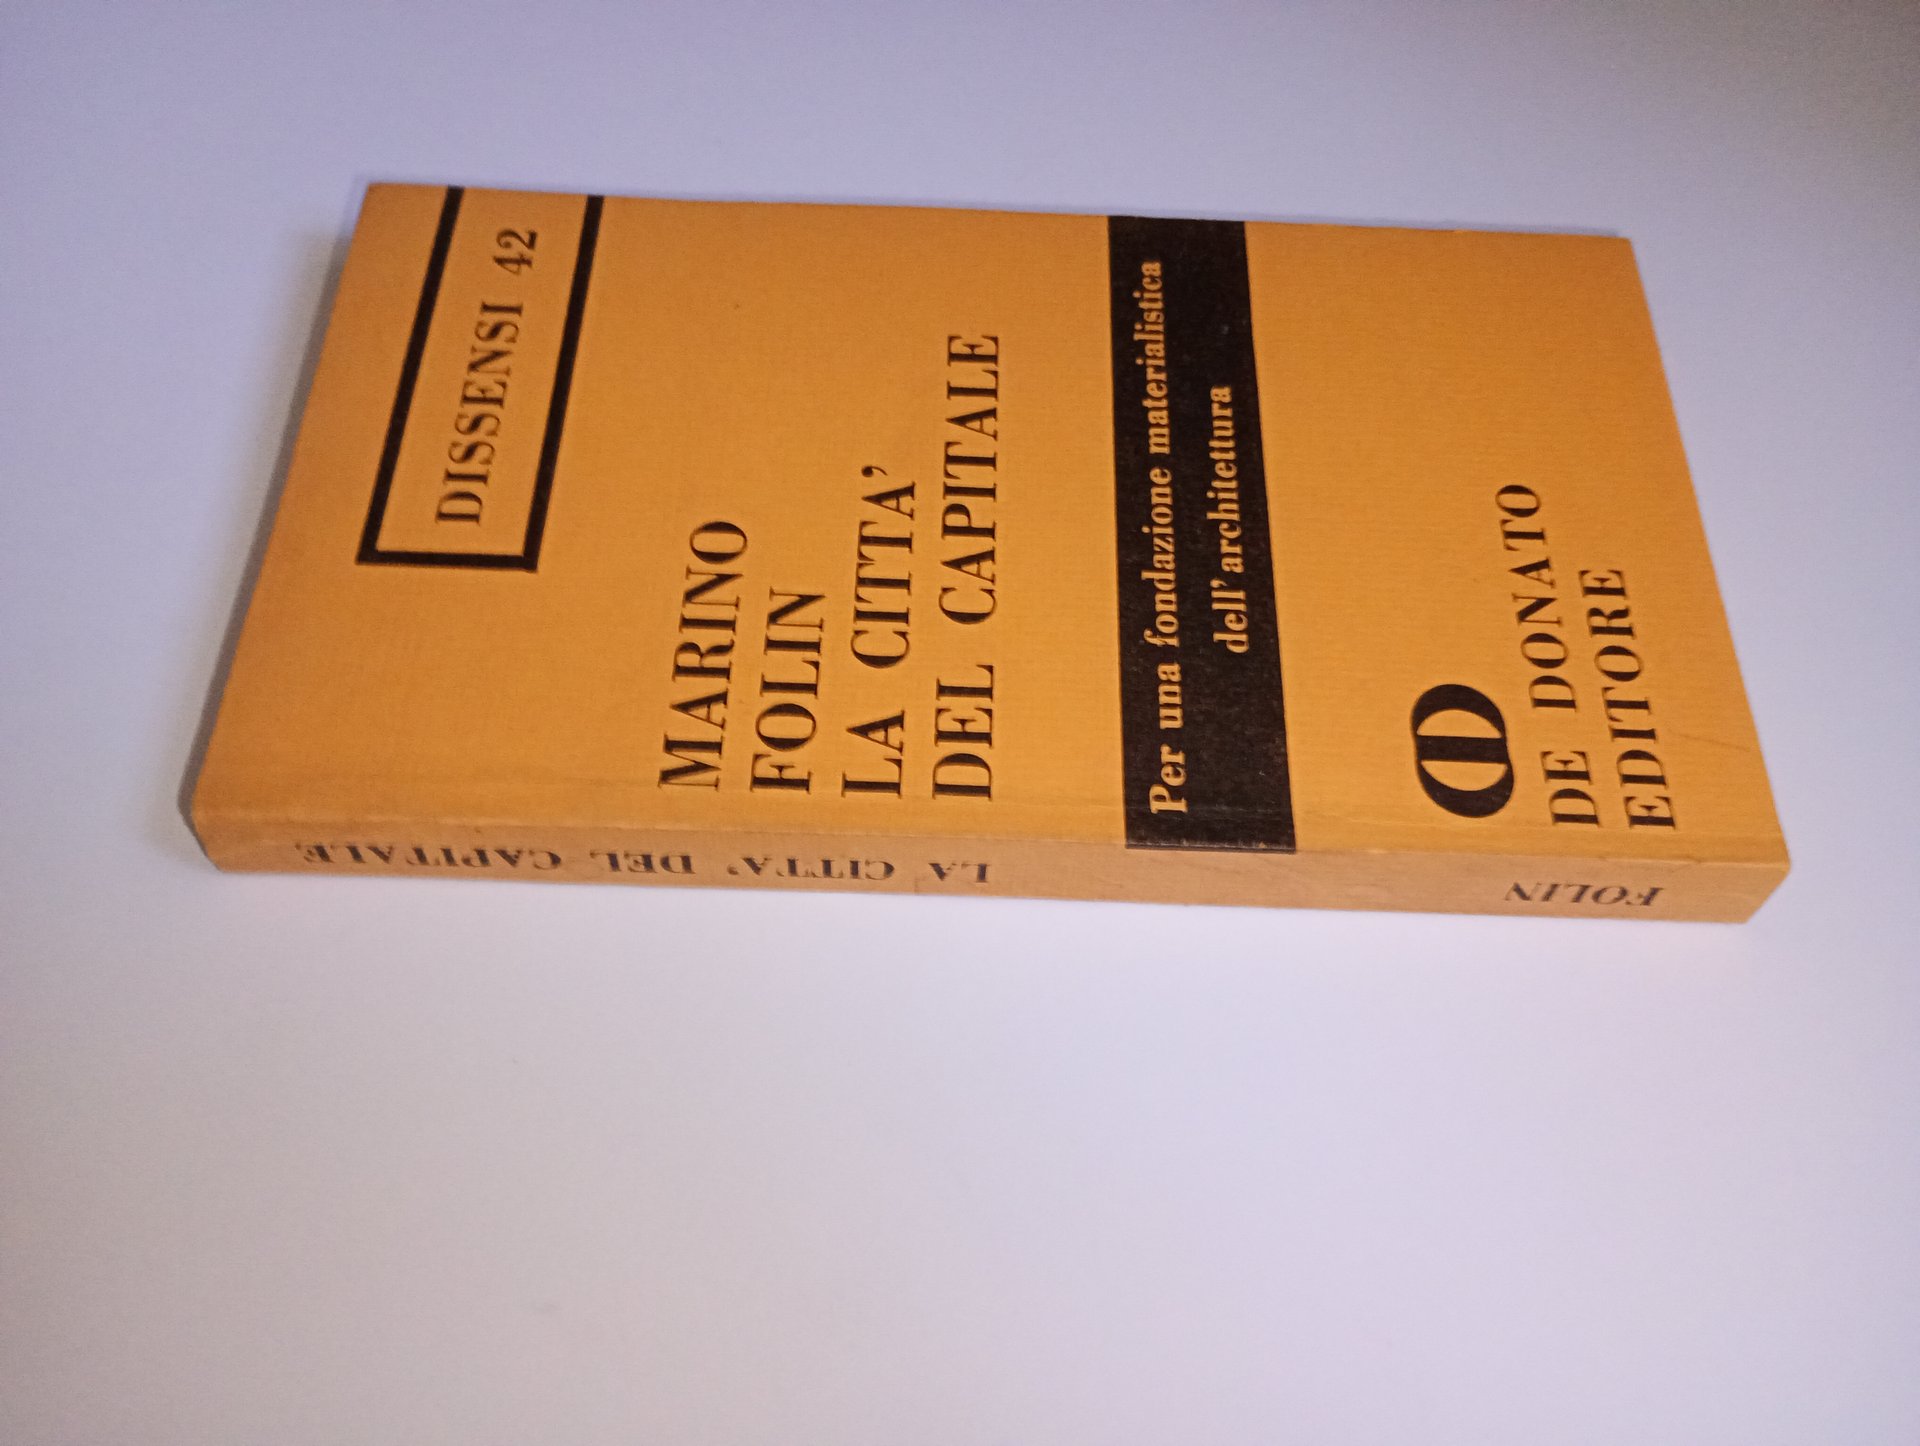 DISSENSI 42
MARINO
FOLIN
LA CITTA'
DEL CAPITALE
Per una fondazione materialistica
dell'architettura
DE DONATO
EDITORE
FOLIN
LA CITTA' DEL CAPITALE